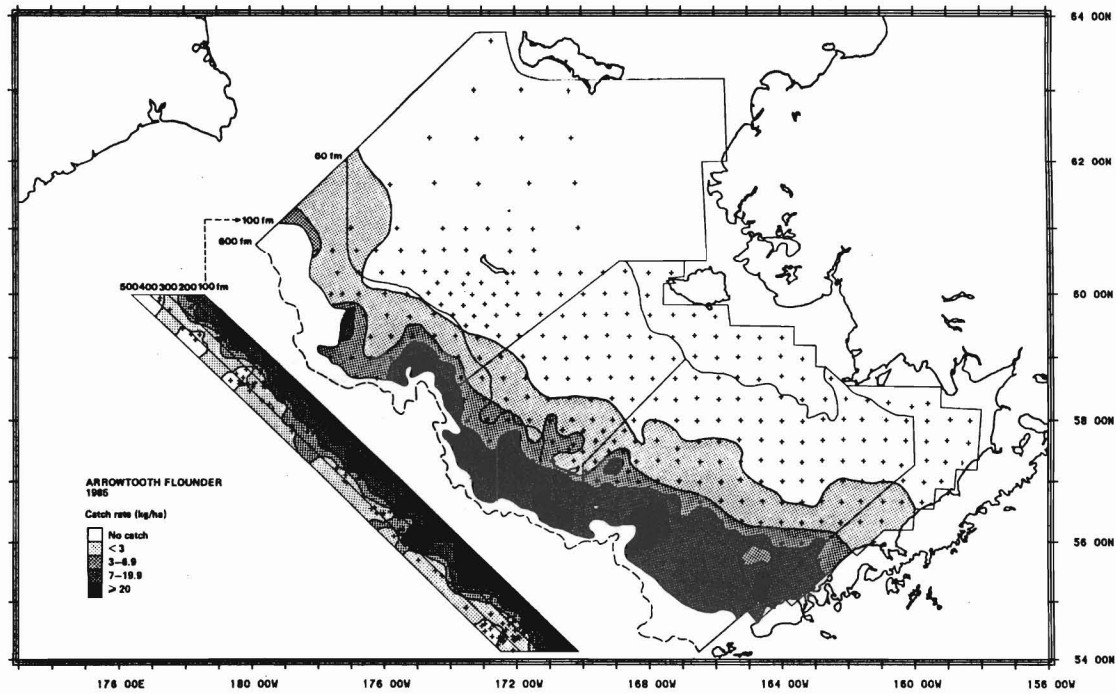 64 00N
62 00N
60 00N
58 00N
56 00N
54 00N
60 fm
100 fm
600 fm
500 400 300 200 100 fm
ARROWTOOTH FLOUNDER
1985
Catch rate (kg/ha)
No catch
< 3
3–6.9
7–19.9
⩾ 20
176 00E
180 00W
176 00W
172 00W
168 00W
164 00W
160 00W
156 00W